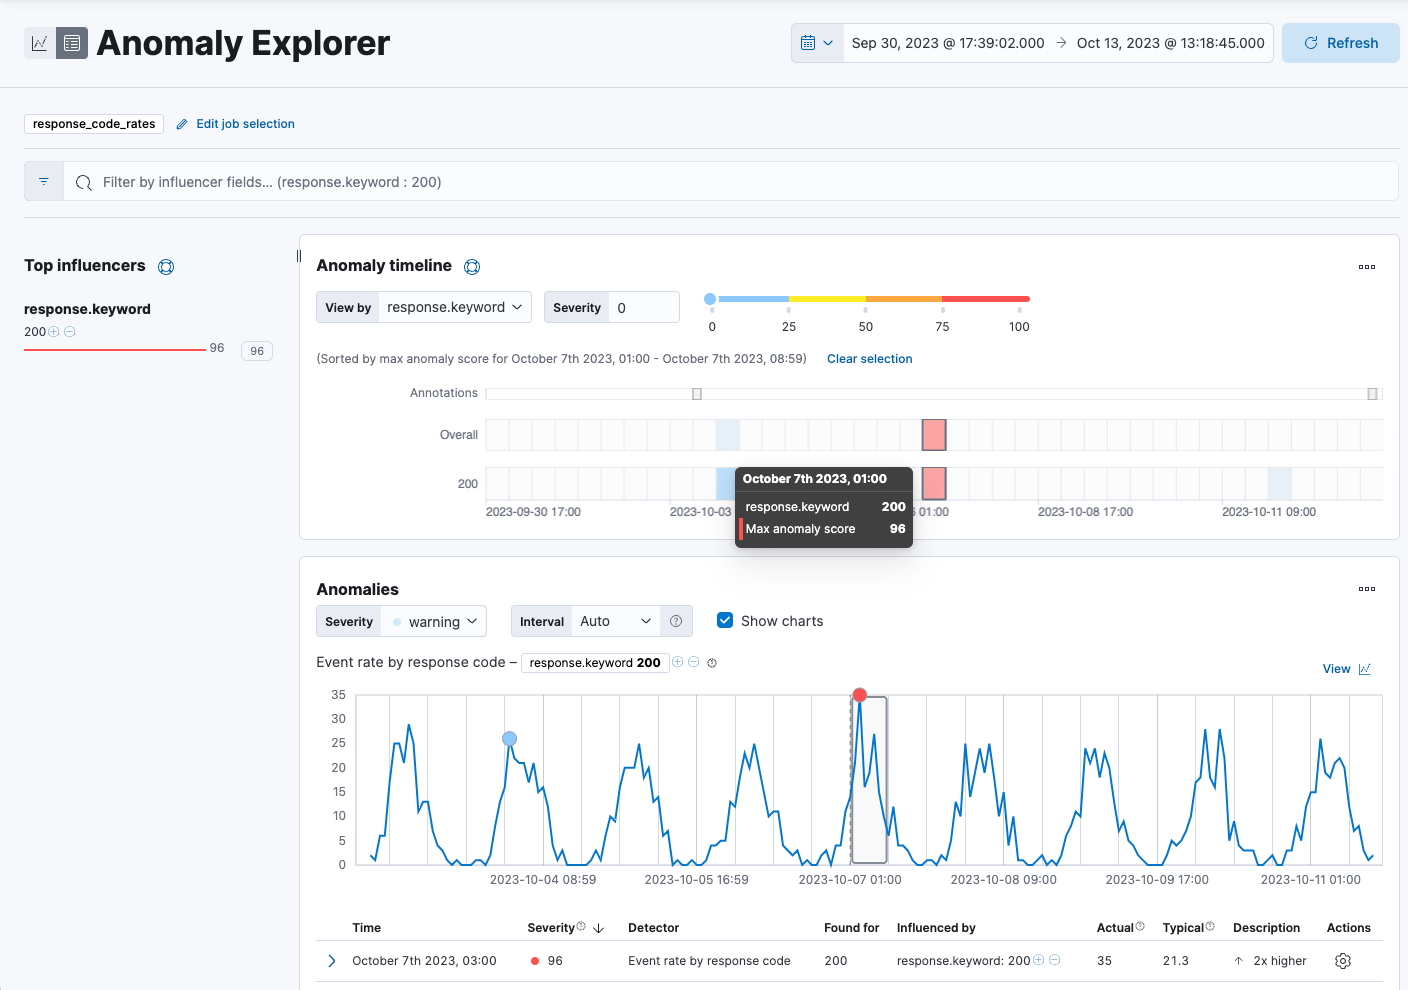 Anomaly Explorer
Sep 30, 2023 @ 17:39:02.000 → Oct 13, 2023 @ 13:18:45.000
Refresh
response_code_rates
Edit job selection
Filter by influencer fields... (response.keyword : 200)
Top influencers
response.keyword
200
96
96
Anomaly timeline
View by response.keyword
Severity 0
0 25 50 75 100
(Sorted by max anomaly score for October 7th 2023, 01:00 - October 7th 2023, 08:59) Clear selection
Annotations
Overall
200
October 7th 2023, 01:00
response.keyword 200
Max anomaly score 96
2023-09-30 17:00 2023-10-03 01:00 2023-10-08 17:00 2023-10-11 09:00
Anomalies
Severity warning
Interval Auto
Show charts
Event rate by response code – response.keyword 200
View
35
30
25
20
15
10
5
0
2023-10-04 08:59 2023-10-05 16:59 2023-10-07 01:00 2023-10-08 09:00 2023-10-09 17:00 2023-10-11 01:00
Time Severity ↓ Detector Found for Influenced by Actual Typical Description Actions
October 7th 2023, 03:00 96 Event rate by response code 200 response.keyword: 200 35 21.3 ↑ 2x higher